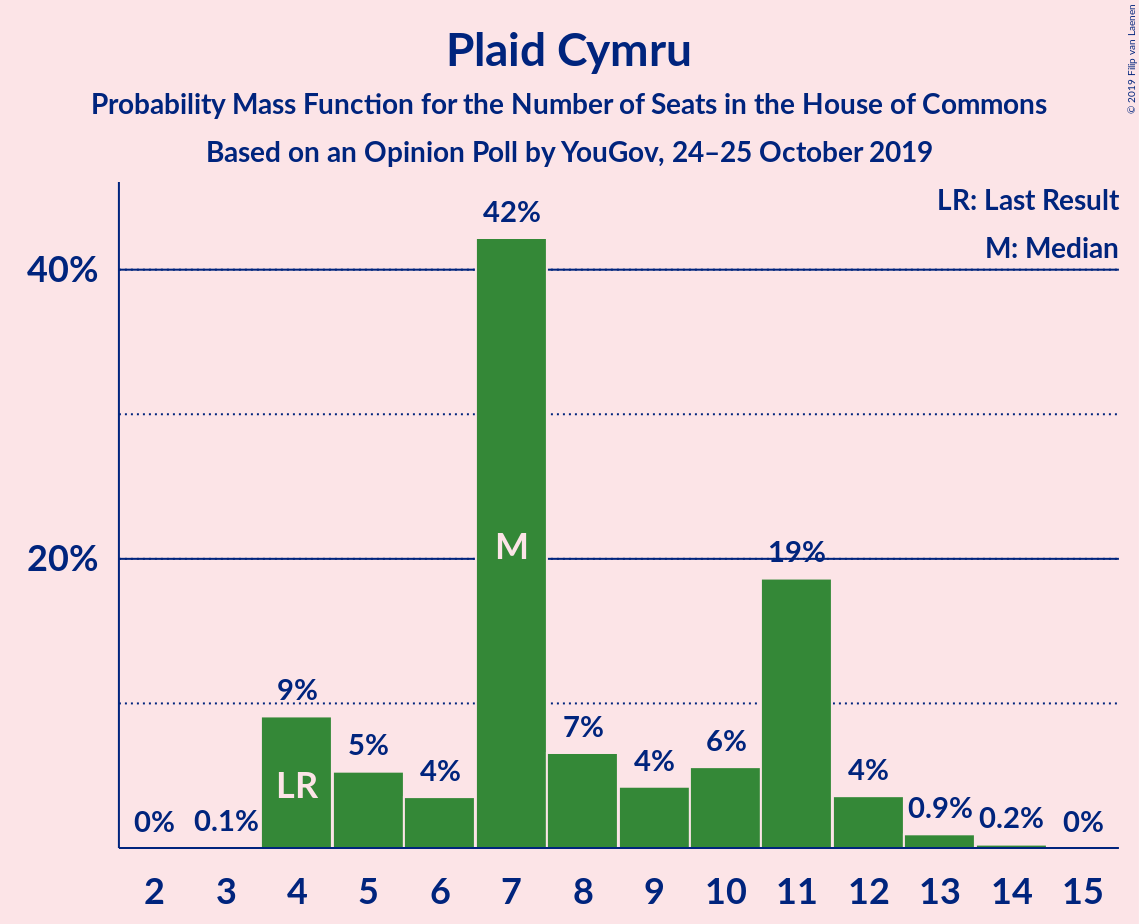 Plaid Cymru
Probability Mass Function for the Number of Seats in the House of Commons
Based on an Opinion Poll by YouGov, 24–25 October 2019
© 2019 Filip van Laenen
LR: Last Result
M: Median
40%
20%
0%
0.1%
9%
5%
4%
42%
7%
4%
6%
19%
4%
0.9%
0.2%
0%
LR
M
2 3 4 5 6 7 8 9 10 11 12 13 14 15